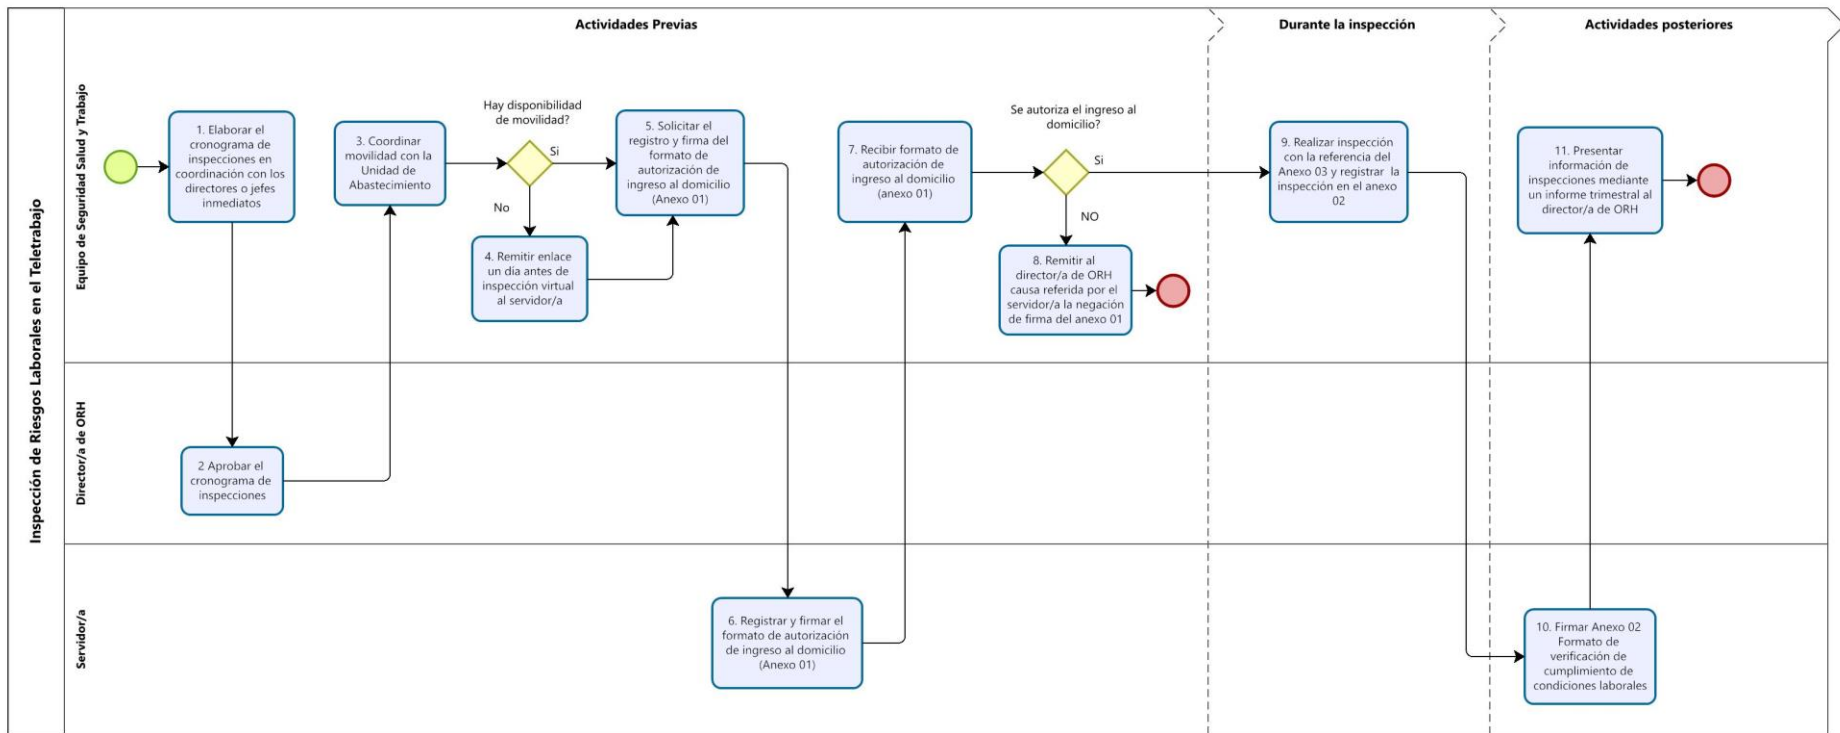 Inspección de Riesgos Laborales en el Teletrabajo
Actividades Previas
Durante la inspección
Actividades posteriores
Equipo de Seguridad Salud y Trabajo
1. Elaborar el
cronograma de
inspecciones en
coordinación con los
directores o jefes
inmediatos
3. Coordinar
movilidad con la
Unidad de
Abastecimiento
Hay disponibilidad
de movilidad?
Si
No
4. Remitir enlace
un dia antes de
inspección virtual
al servidor/a
5. Solicitar el
registro y firma del
formato de
autorización de
ingreso al domicilio
(Anexo 01)
7. Recibir formato de
autorización de
ingreso al domicilio
(anexo 01)
Se autoriza el ingreso al
domicilio?
Si
NO
8. Remitir al
director/a de ORH
causa referida por el
servidor/a la negación
de firma del anexo 01
9. Realizar inspección
con la referencia del
Anexo 03 y registrar la
inspección en el anexo
02
11. Presentar
información de
inspecciones mediante
un informe trimestral al
director/a de ORH
Director/a de ORH
2 Aprobar el
cronograma de
inspecciones
Servidor/a
6. Registrar y firmar el
formato de autorización
de ingreso al domicilio
(Anexo 01)
10. Firmar Anexo 02
Formato de
verificación de
cumplimiento de
condiciones laborales